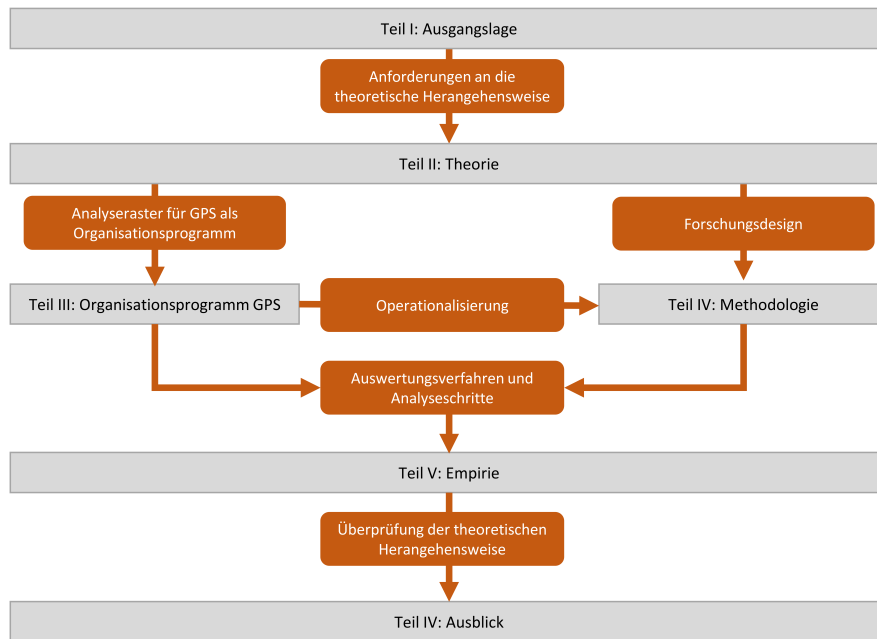 Teil I: Ausgangslage
Anforderungen an die
theoretische Herangehensweise
Teil II: Theorie
Analyseraster für GPS als
Organisationsprogramm
Forschungsdesign
Teil III: Organisationsprogramm GPS
Operationalisierung
Teil IV: Methodologie
Auswertungsverfahren und
Analyseschritte
Teil V: Empirie
Überprüfung der theoretischen
Herangehensweise
Teil IV: Ausblick